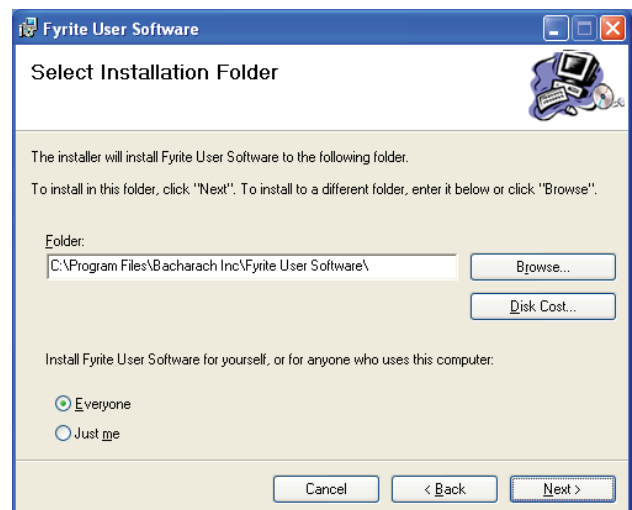 Fyrite User Software
Select Installation Folder
The installer will install Fyrite User Software to the following folder.
To install in this folder, click "Next". To install to a different folder, enter it below or click "Browse".
Folder:
C:\Program Files\Bacharach Inc\Fyrite User Software\
Browse...
Disk Cost...
Install Fyrite User Software for yourself, or for anyone who uses this computer:
Everyone
Just me
Cancel
< Back
Next >